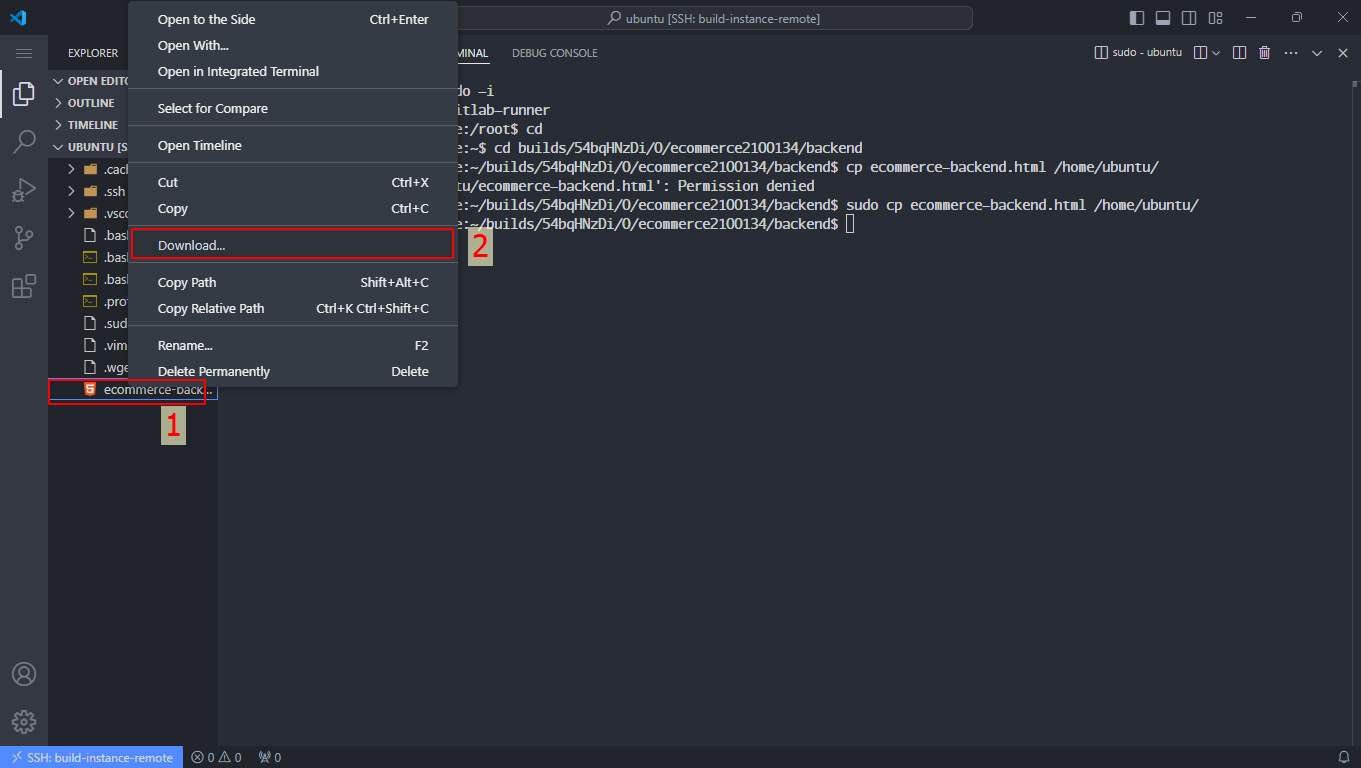 ubuntu [SSH: build-instance-remote]
EXPLORER
MINAL
DEBUG CONSOLE
sudo - ubuntu
OPEN EDITO
OUTLINE
TIMELINE
UBUNTU [S
.cac
.ssh
.vsco
.bas
.bas
.bas
.prof
.sud
.vim
.wge
ecommerce-back...
1
Open to the Side Ctrl+Enter
Open With...
Open in Integrated Terminal
Select for Compare
Open Timeline
Cut Ctrl+X
Copy Ctrl+C
Download...
2
Copy Path Shift+Alt+C
Copy Relative Path Ctrl+K Ctrl+Shift+C
Rename... F2
Delete Permanently Delete
do -i
itlab-runner
e:/root$ cd
e:~$ cd builds/54bqHNzDi/0/ecommerce2100134/backend
e:~/builds/54bqHNzDi/0/ecommerce2100134/backend$ cp ecommerce-backend.html /home/ubuntu/
tu/ecommerce-backend.html': Permission denied
e:~/builds/54bqHNzDi/0/ecommerce2100134/backend$ sudo cp ecommerce-backend.html /home/ubuntu/
e:~/builds/54bqHNzDi/0/ecommerce2100134/backend$
SSH: build-instance-remote
0 0
0